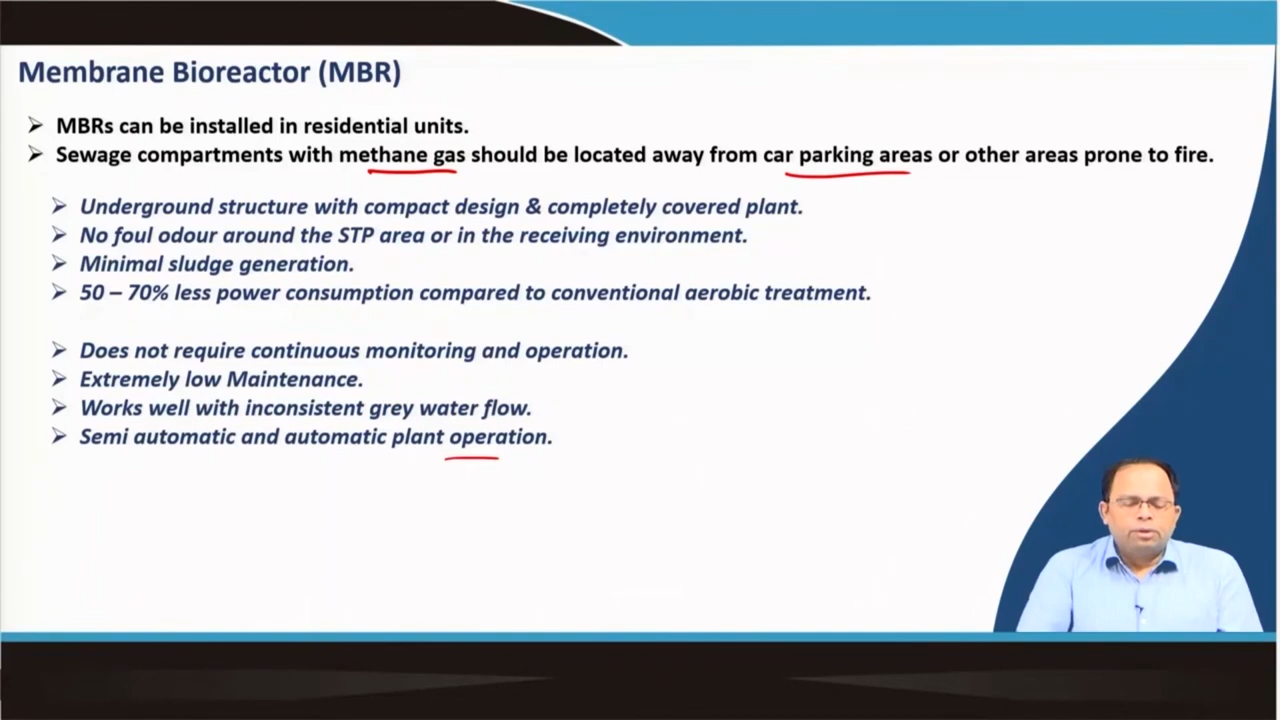 Membrane Bioreactor (MBR)
➢ MBRs can be installed in residential units.
➢ Sewage compartments with methane gas should be located away from car parking areas or other areas prone to fire.
➢ Underground structure with compact design & completely covered plant.
➢ No foul odour around the STP area or in the receiving environment.
➢ Minimal sludge generation.
➢ 50 – 70% less power consumption compared to conventional aerobic treatment.
➢ Does not require continuous monitoring and operation.
➢ Extremely low Maintenance.
➢ Works well with inconsistent grey water flow.
➢ Semi automatic and automatic plant operation.